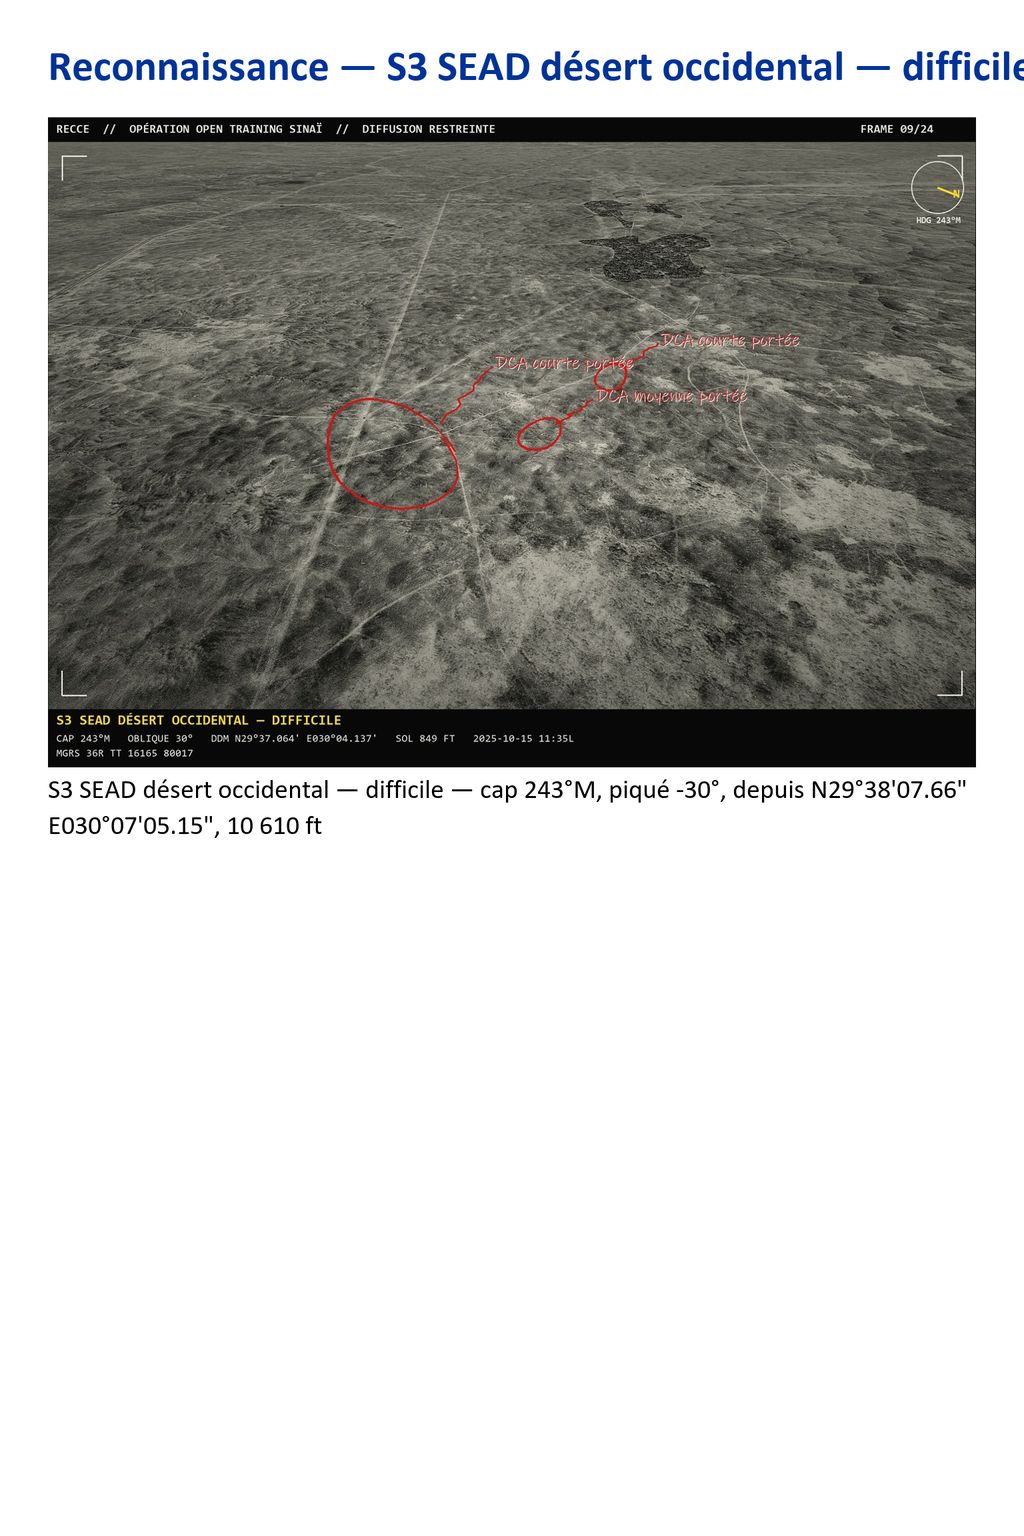 Reconnaissance — S3 SEAD désert occidental — difficile
RECCE // OPÉRATION OPEN TRAINING SINAÏ // DIFFUSION RESTREINTE FRAME 09/24
N
HDG 243°M
DCA courte portée
DCA courte portée
DCA moyenne portée
S3 SEAD DÉSERT OCCIDENTAL — DIFFICILE
CAP 243°M OBLIQUE 30° DDM N29°37.064' E030°04.137' SOL 849 FT 2025-10-15 11:35L
MGRS 36R TT 16165 80017
S3 SEAD désert occidental — difficile — cap 243°M, piqué -30°, depuis N29°38'07.66"
E030°07'05.15", 10 610 ft